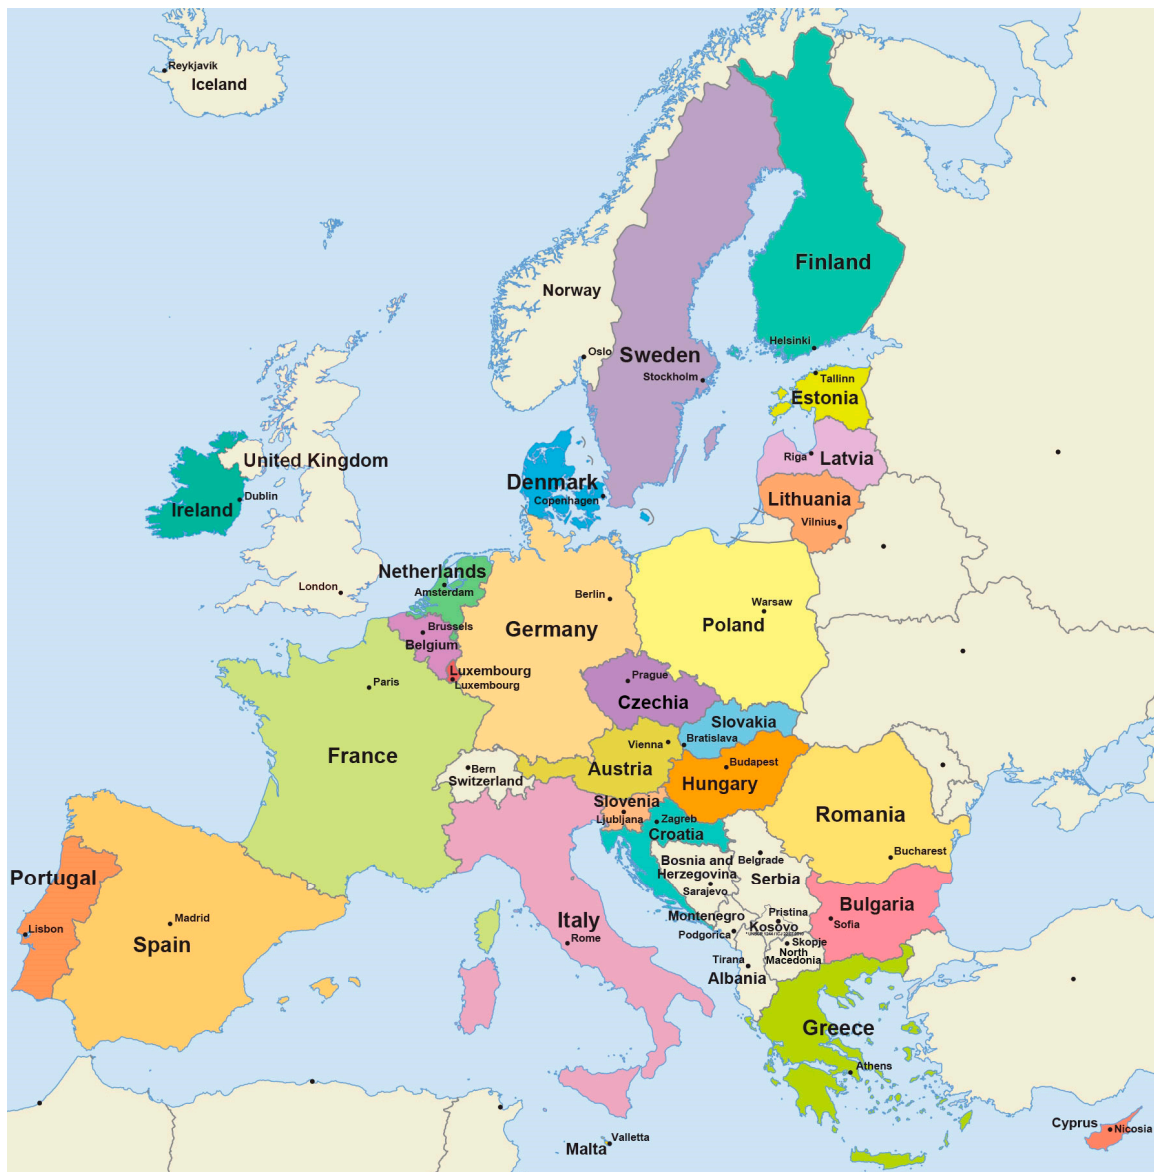 Reykjavik
Iceland
Finland
Norway
Helsinki
Oslo
Sweden
Stockholm
Tallinn
Estonia
United Kingdom
Riga
Latvia
Denmark
Copenhagen
Dublin
Ireland
Lithuania
Vilnius
Netherlands
Amsterdam
London
Berlin
Warsaw
Brussels
Belgium
Germany
Poland
Luxembourg
Luxembourg
Paris
Prague
Czechia
Slovakia
Bratislava
Vienna
France
Bern
Switzerland
Austria
Budapest
Hungary
Slovenia
Ljubljana
Zagreb
Croatia
Romania
Bucharest
Bosnia and
Herzegovina
Sarajevo
Belgrade
Serbia
Portugal
Lisbon
Madrid
Spain
Italy
Rome
Montenegro
Podgorica
Pristina
Kosovo
Bulgaria
Sofia
Skopje
North
Macedonia
Tirana
Albania
Greece
Athens
Malta
Valletta
Cyprus
Nicosia